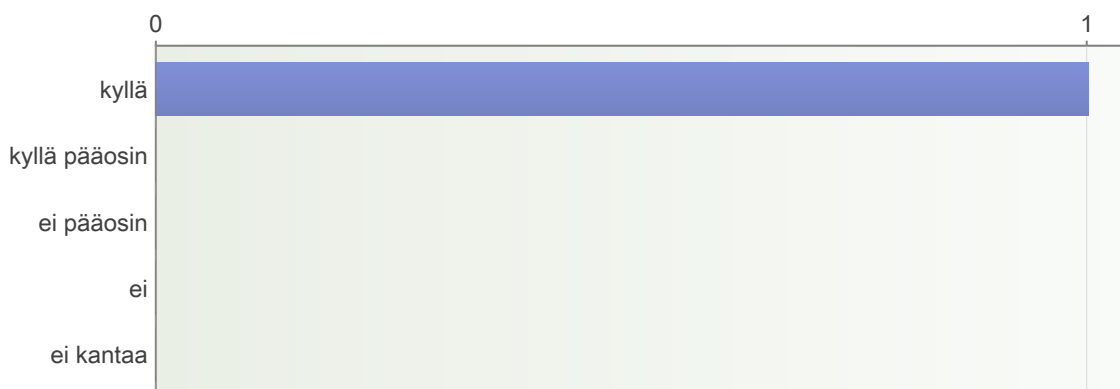 0 1
kyllä
kyllä pääosin
ei pääosin
ei
ei kantaa